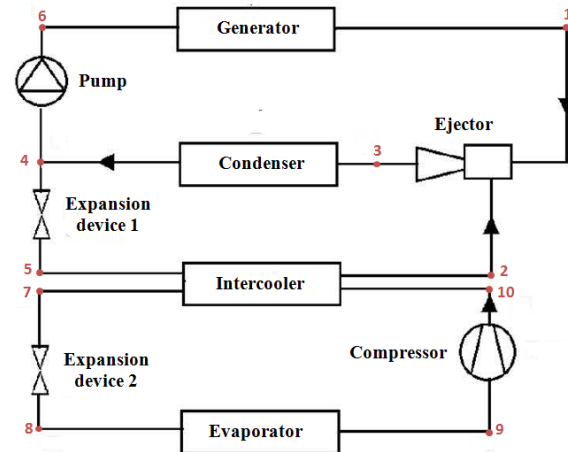 6
Generator
1
Pump
Ejector
3
4
Condenser
Expansion
device 1
5
Intercooler
2
7
10
Compressor
Expansion
device 2
8
Evaporator
9